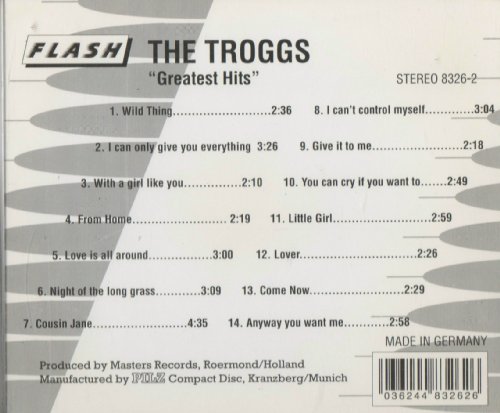 FLASH THE TROGGS
"Greatest Hits"
STEREO 8326-2
1. Wild Thing....................2:36
2. I can only give you everything 3:26
3. With a girl like you............2:10
4. From Home.................. 2:19
5. Love is all around.............3:00
6. Night of the long grass.........3:09
7. Cousin Jane....................4:35
8. I can't control myself..........3:04
9. Give it to me....................2:18
10. You can cry if you want to......2:49
11. Little Girl.....................2:59
12. Lover.......................2:26
13. Come Now..................2:29
14. Anyway you want me..........2:58
MADE IN GERMANY
Produced by Masters Records, Roermond/Holland
Manufactured by PILZ Compact Disc, Kranzberg/Munich
036244 832626